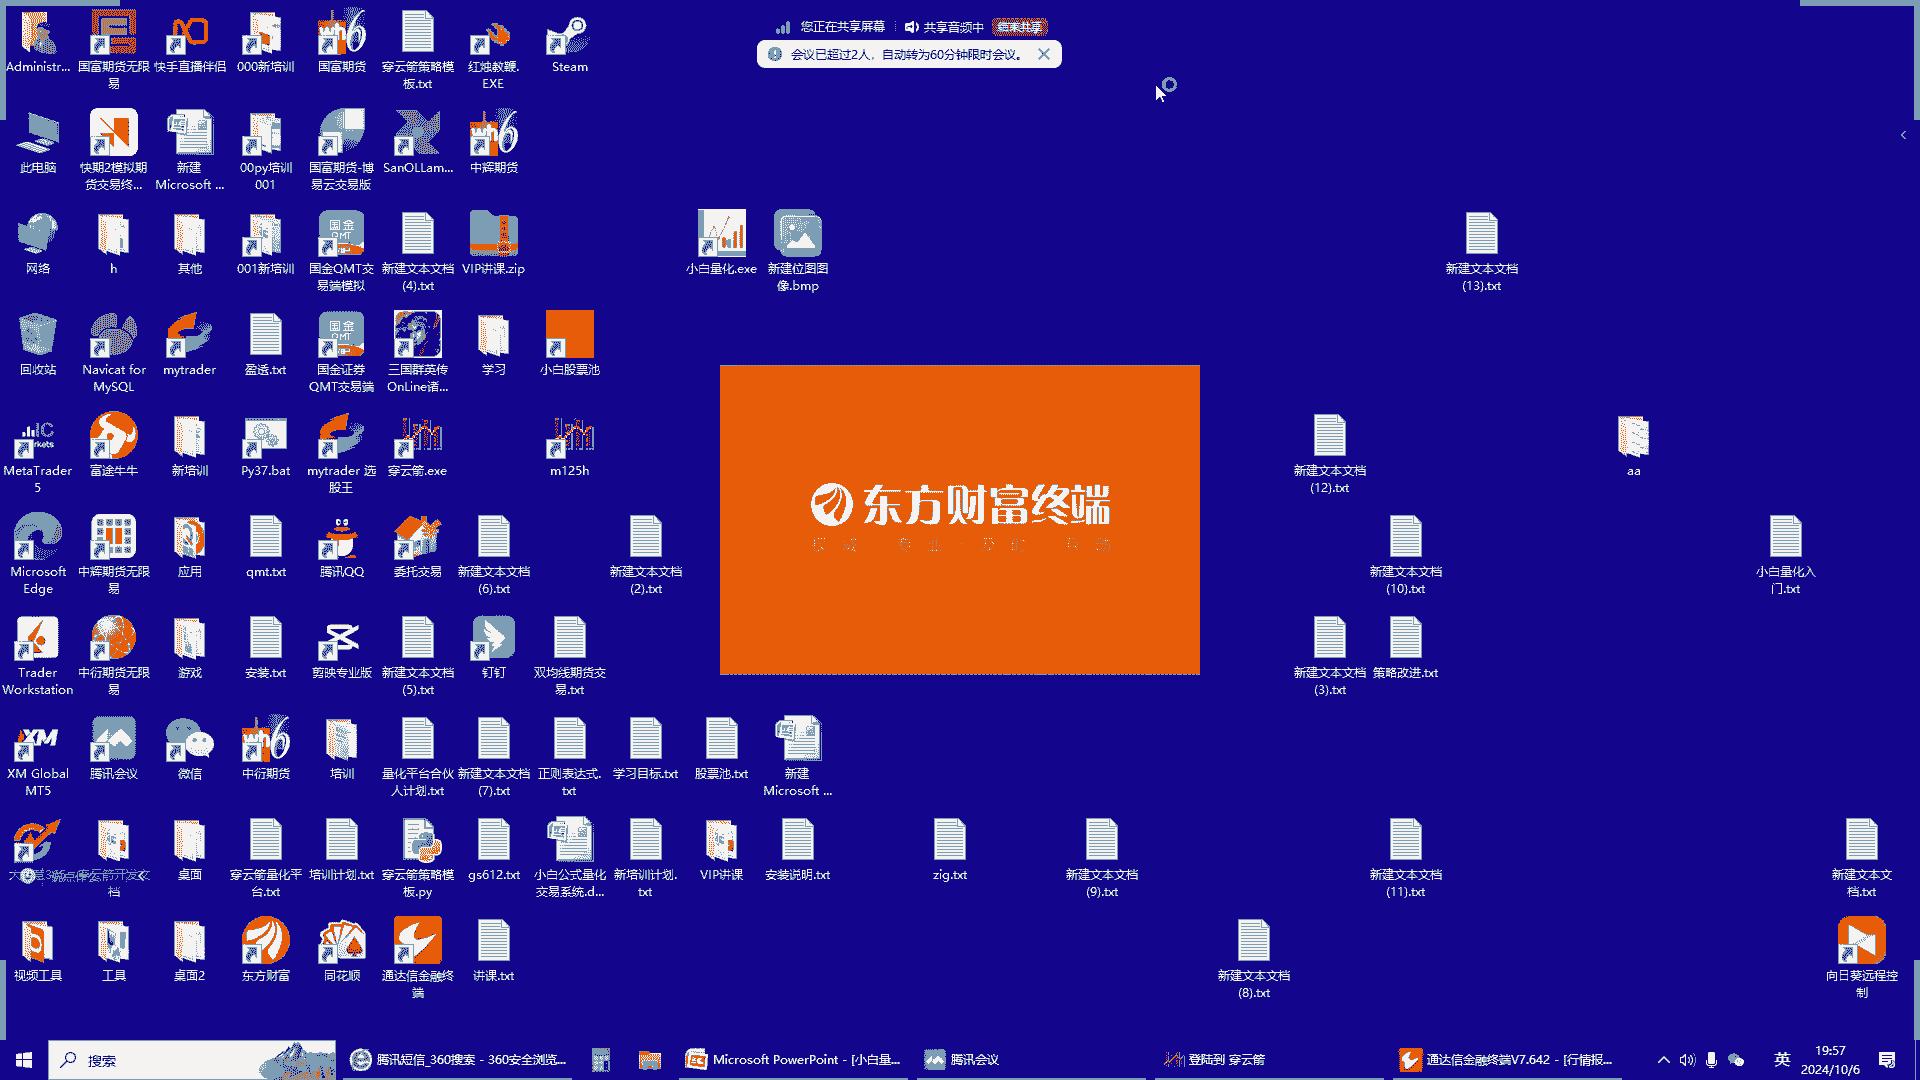 您正在共享屏幕
共享音频中
结束共享
会议已超过2人，自动转为60分钟限时会议。
Administr...
国富期货无限易
快手直播伴侣
000新培训
国富期货
穿云箭策略模板.txt
红烛教鞭.EXE
Steam
此电脑
快期2模拟期货交易终...
新建 Microsoft ...
00py培训001
国富期货-博易云交易版
SanOLLam...
中辉期货
网络
h
其他
001新培训
国金QMT交易端模拟
新建文本文档(4).txt
VIP讲课.zip
小白量化.exe
新建位图图像.bmp
新建文本文档(13).txt
回收站
Navicat for MySQL
mytrader
盈透.txt
国金证券QMT交易端
三国群英传OnLine诸...
学习
小白股票池
MetaTrader 5
富途牛牛
新培训
Py37.bat
mytrader 选股王
穿云箭.exe
m125h
东方财富终端
新建文本文档(12).txt
aa
Microsoft Edge
中辉期货无限易
应用
qmt.txt
腾讯QQ
委托交易
新建文本文档(6).txt
新建文本文档(2).txt
新建文本文档(10).txt
小白量化入门.txt
Trader Workstation
中衍期货无限易
游戏
安装.txt
剪映专业版
新建文本文档(5).txt
钉钉
双均线期货交易.txt
新建文本文档(3).txt
策略改进.txt
XM Global MT5
腾讯会议
微信
中衍期货
培训
量化平台合伙人计划.txt
新建文本文档(7).txt
正则表达式.txt
学习目标.txt
股票池.txt
新建 Microsoft ...
穿云箭开发文档
桌面
穿云箭量化平台.txt
培训计划.txt
穿云箭策略模板.py
gs612.txt
小白公式量化交易系统.d...
新培训计划.txt
VIP讲课
安装说明.txt
zig.txt
新建文本文档(9).txt
新建文本文档(11).txt
新建文本文档.txt
视频工具
工具
桌面2
东方财富
同花顺
通达信金融终端
讲课.txt
新建文本文档(8).txt
向日葵远程控制
搜索
腾讯短信_360搜索 - 360安全浏览...
Microsoft PowerPoint - [小白量...
腾讯会议
登陆到 穿云箭
通达信金融终端V7.642 - [行情报...
英
19:57
2024/10/6